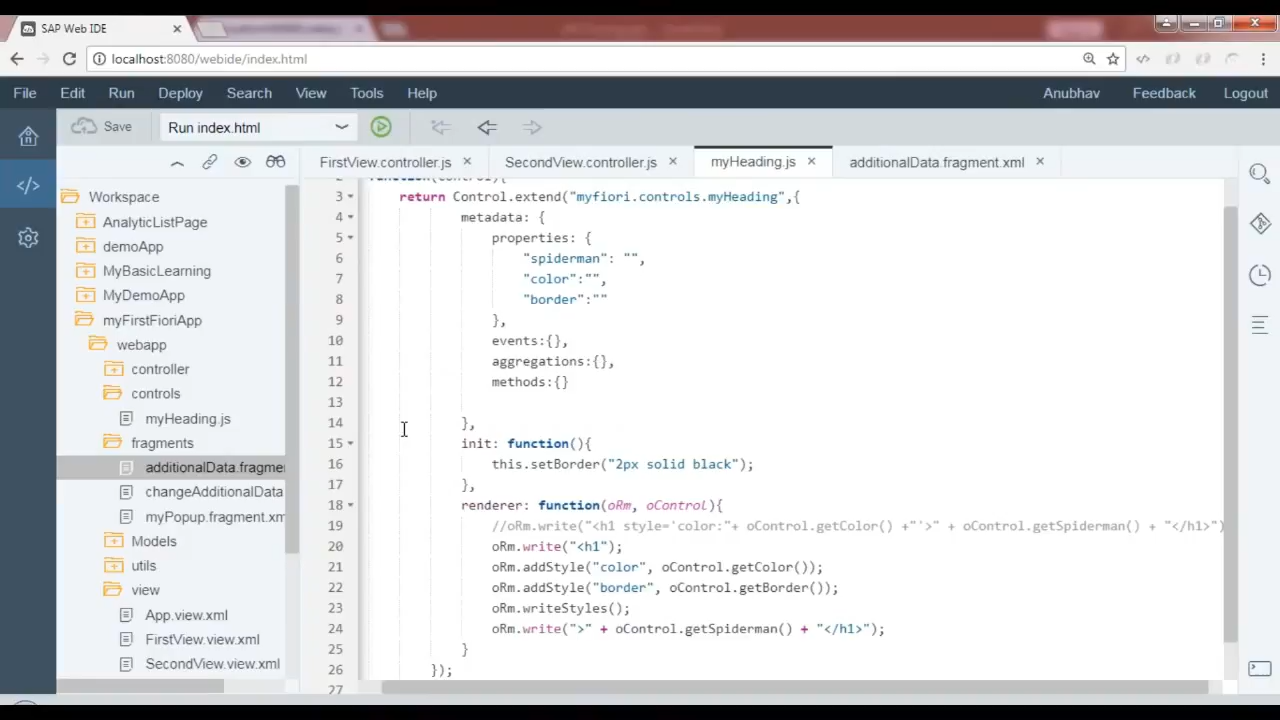 SAP Web IDE
localhost:8080/webide/index.html
File Edit Run Deploy Search View Tools Help Anubhav Feedback Logout
Save Run index.html
FirstView.controller.js SecondView.controller.js myHeading.js additionalData.fragment.xml
Workspace
AnalyticListPage
demoApp
MyBasicLearning
MyDemoApp
myFirstFioriApp
webapp
controller
controls
myHeading.js
fragments
additionalData.fragme
changeAdditionalData
myPopup.fragment.xm
Models
utils
view
App.view.xml
FirstView.view.xml
SecondView.view.xml
2 function(Control){
3 return Control.extend("myfiori.controls.myHeading",{
4 metadata: {
5 properties: {
6 "spiderman": "",
7 "color":"",
8 "border":""
9 },
10 events:{},
11 aggregations:{},
12 methods:{}
13
14 },
15 init: function(){
16 this.setBorder("2px solid black");
17 },
18 renderer: function(oRm, oControl){
19 //oRm.write("<h1 style='color:"+ oControl.getColor() +"'>" + oControl.getSpiderman() + "</h1>")
20 oRm.write("<h1");
21 oRm.addStyle("color", oControl.getColor());
22 oRm.addStyle("border", oControl.getBorder());
23 oRm.writeStyles();
24 oRm.write(">" + oControl.getSpiderman() + "</h1>");
25 }
26 });
27